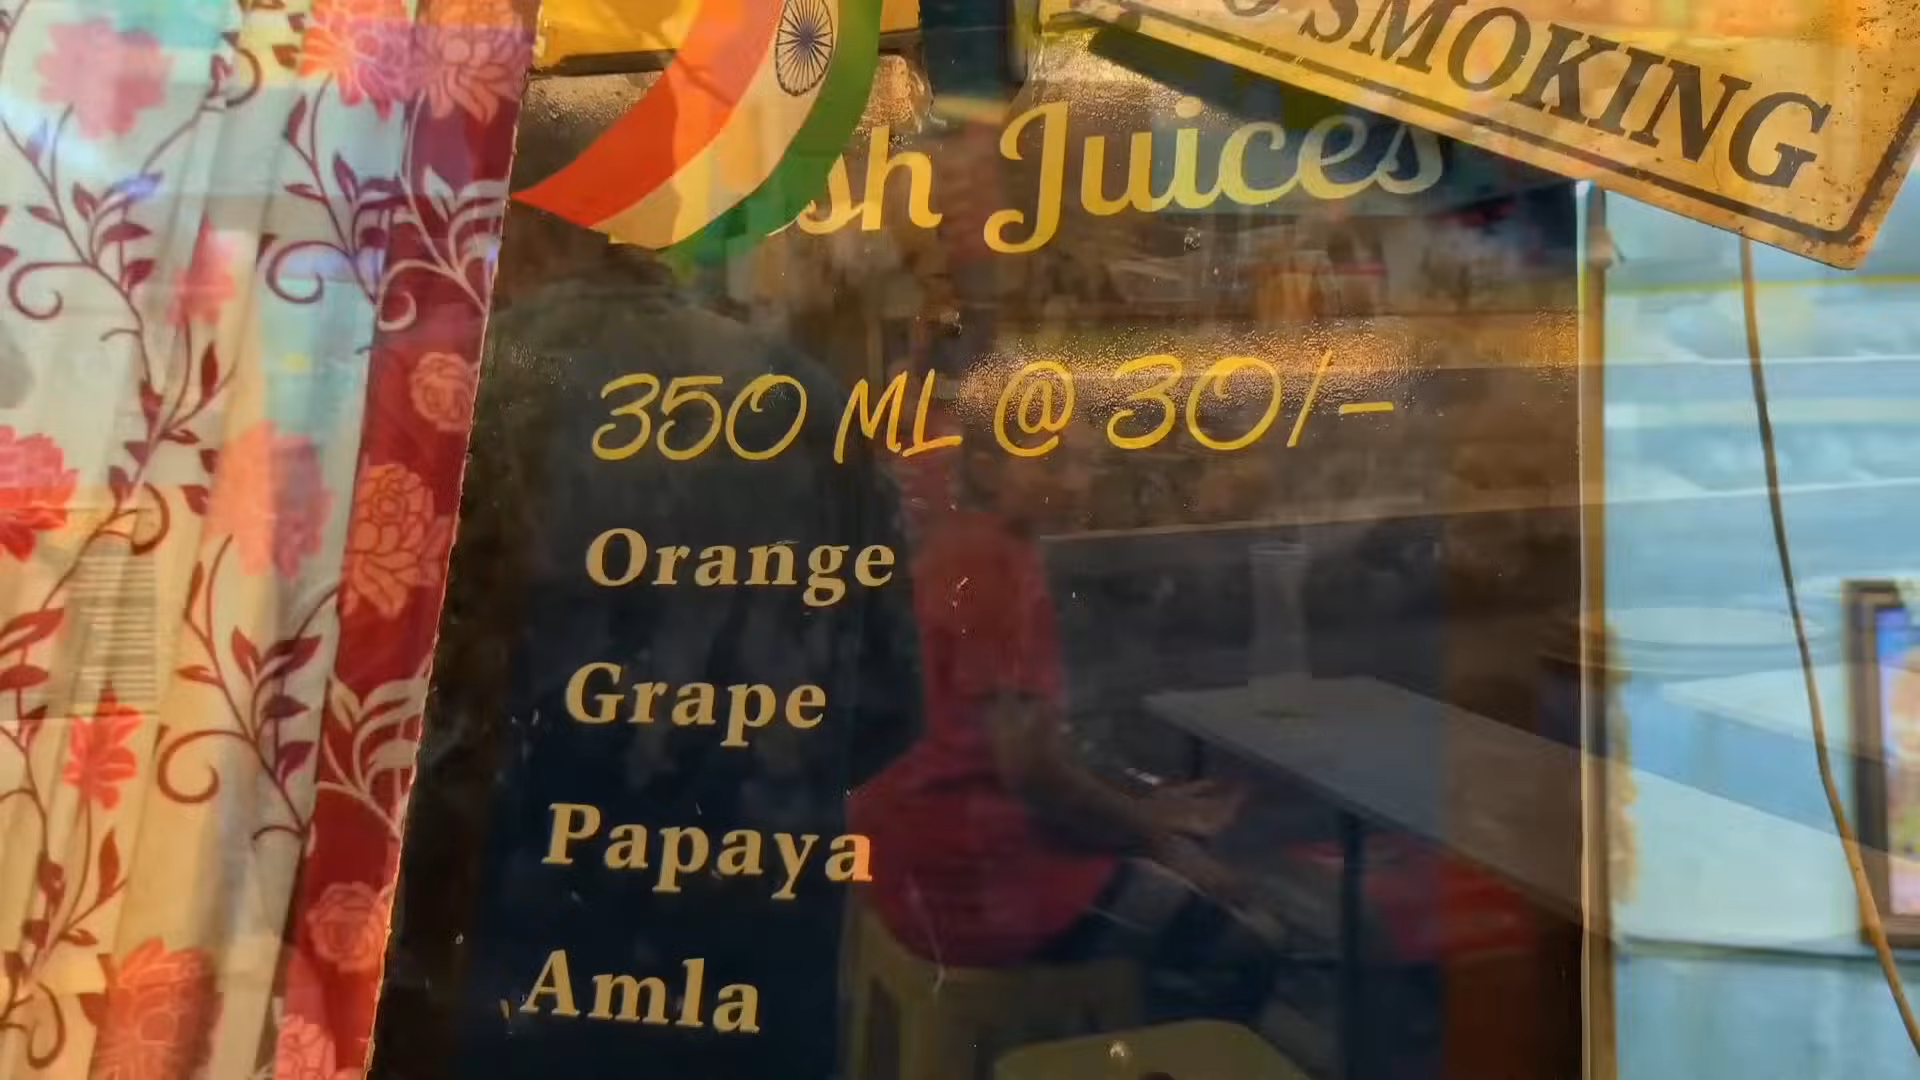 SMOKING
sh Juices
350 ML @ 30/-
Orange
Grape
Papaya
Amla